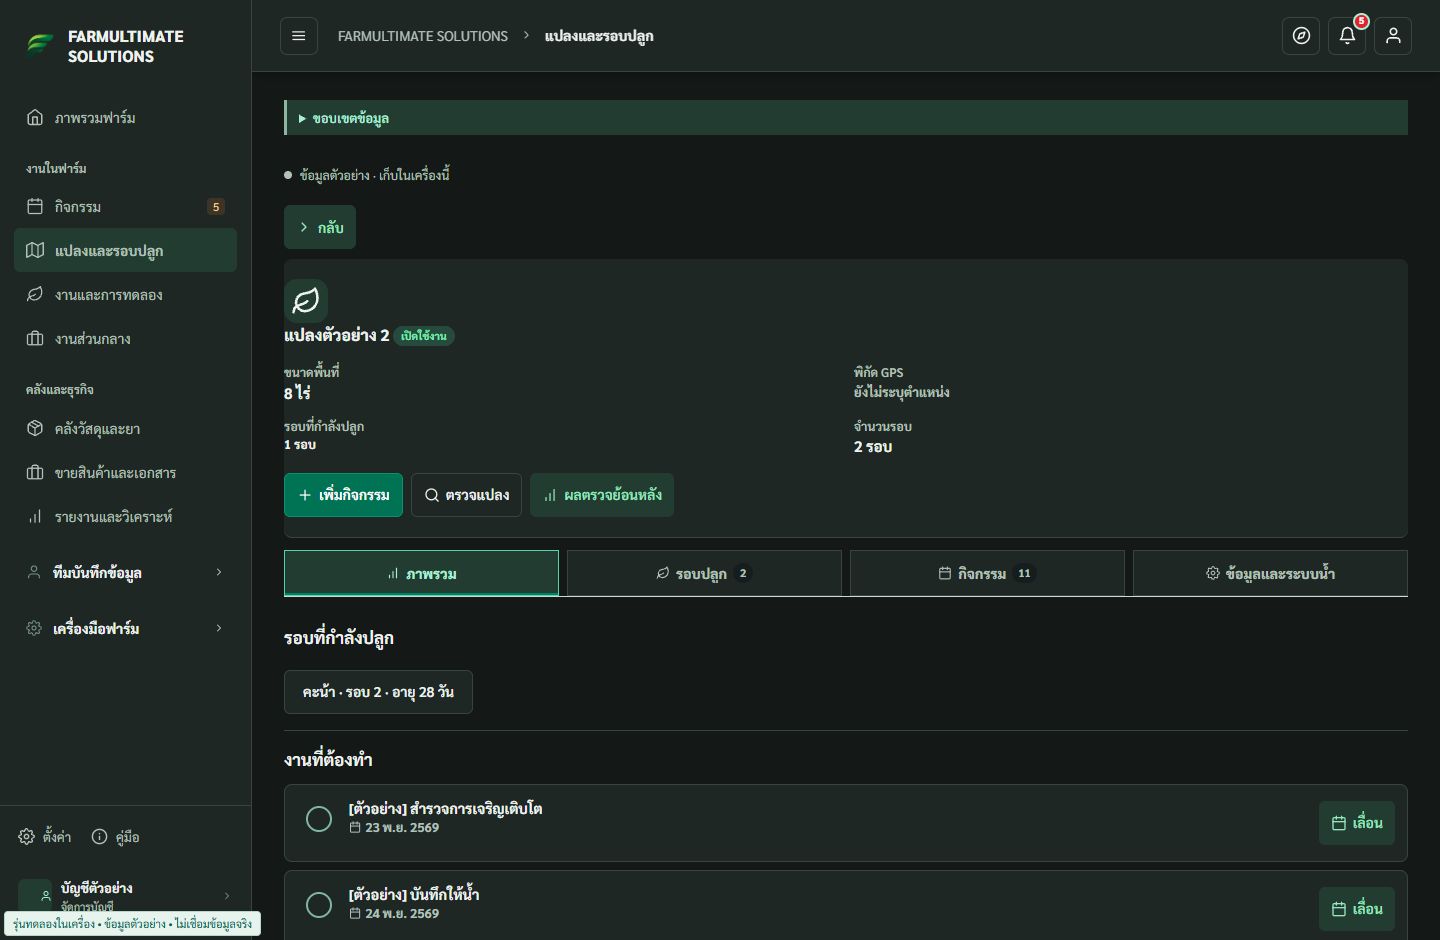 FARMULTIMATE
SOLUTIONS
ภาพรวมฟาร์ม
งานในฟาร์ม
กิจกรรม 5
แปลงและรอบปลูก
งานและการทดลอง
งานส่วนกลาง
คลังและธุรกิจ
คลังวัสดุและยา
ขายสินค้าและเอกสาร
รายงานและวิเคราะห์
ทีมบันทึกข้อมูล
เครื่องมือฟาร์ม
ตั้งค่า คู่มือ
บัญชีตัวอย่าง
จัดการบัญชี
รุ่นทดลองในเครื่อง • ข้อมูลตัวอย่าง • ไม่เชื่อมข้อมูลจริง
FARMULTIMATE SOLUTIONS แปลงและรอบปลูก
5
ขอบเขตข้อมูล
ข้อมูลตัวอย่าง · เก็บในเครื่องนี้
กลับ
แปลงตัวอย่าง 2 เปิดใช้งาน
ขนาดพื้นที่
8 ไร่
พิกัด GPS
ยังไม่ระบุตำแหน่ง
รอบที่กำลังปลูก
1 รอบ
จำนวนรอบ
2 รอบ
เพิ่มกิจกรรม ตรวจแปลง ผลตรวจย้อนหลัง
ภาพรวม รอบปลูก 2 กิจกรรม 11 ข้อมูลและระบบน้ำ
รอบที่กำลังปลูก
คะน้า · รอบ 2 · อายุ 28 วัน
งานที่ต้องทำ
[ตัวอย่าง] สำรวจการเจริญเติบโต
23 พ.ย. 2569
เลื่อน
[ตัวอย่าง] บันทึกให้น้ำ
24 พ.ย. 2569
เลื่อน